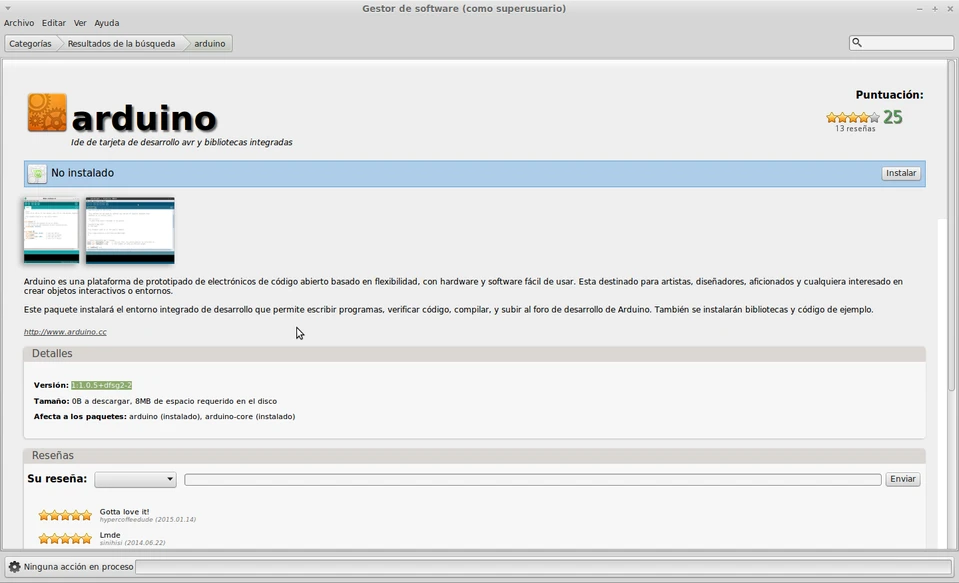 Gestor de software (como superusuario)
Archivo Editar Ver Ayuda
Categorías Resultados de la búsqueda arduino
arduino
Ide de tarjeta de desarrollo avr y bibliotecas integradas
Puntuación:
25
13 reseñas
No instalado Instalar
Arduino es una plataforma de prototipado de electrónicos de código abierto basado en flexibilidad, con hardware y software fácil de usar. Esta destinado para artistas, diseñadores, aficionados y cualquiera interesado en
crear objetos interactivos o entornos.
Este paquete instalará el entorno integrado de desarrollo que permite escribir programas, verificar código, compilar, y subir al foro de desarrollo de Arduino. También se instalarán bibliotecas y código de ejemplo.
http://www.arduino.cc
Detalles
Versión: 1:1.0.5+dfsg2-2
Tamaño: 0B a descargar, 8MB de espacio requerido en el disco
Afecta a los paquetes: arduino (instalado), arduino-core (instalado)
Reseñas
Su reseña: Enviar
Gotta love it!
hypercoffeedude (2015.01.14)
Lmde
sinihisi (2014.06.22)
Ninguna acción en proceso